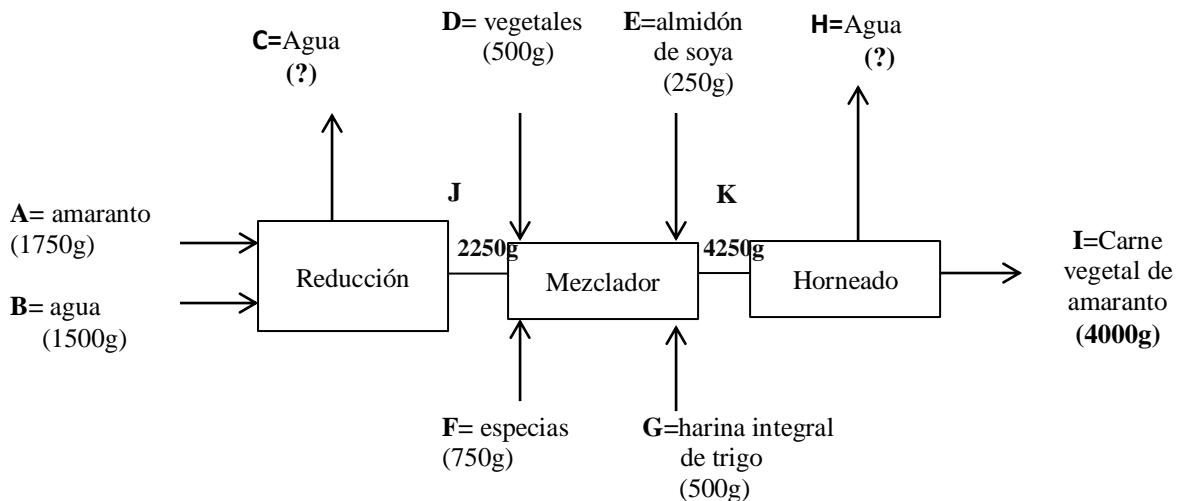 C=Agua
(?)
D= vegetales
(500g)
E=almidón
de soya
(250g)
H=Agua
(?)
A= amaranto
(1750g)
B= agua
(1500g)
Reducción
J
2250g
Mezclador
K
4250g
Horneado
I=Carne
vegetal de
amaranto
(4000g)
F= especias
(750g)
G=harina integral
de trigo
(500g)